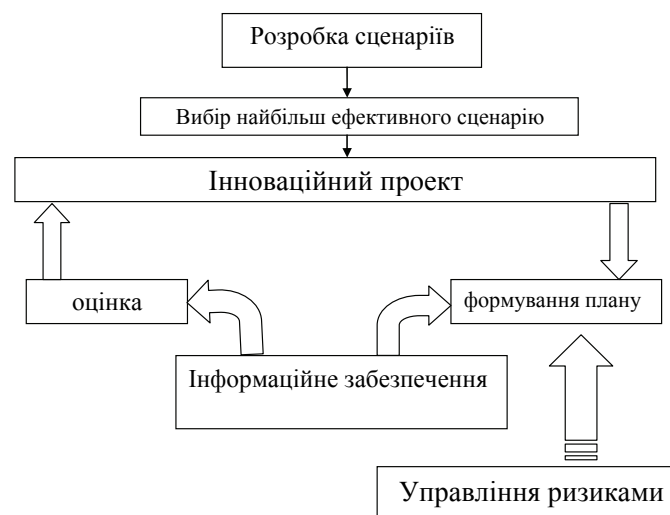 Розробка сценаріїв
Вибір найбільш ефективного сценарію
Інноваційний проект
оцінка
формування плану
Інформаційне забезпечення
Управління ризиками